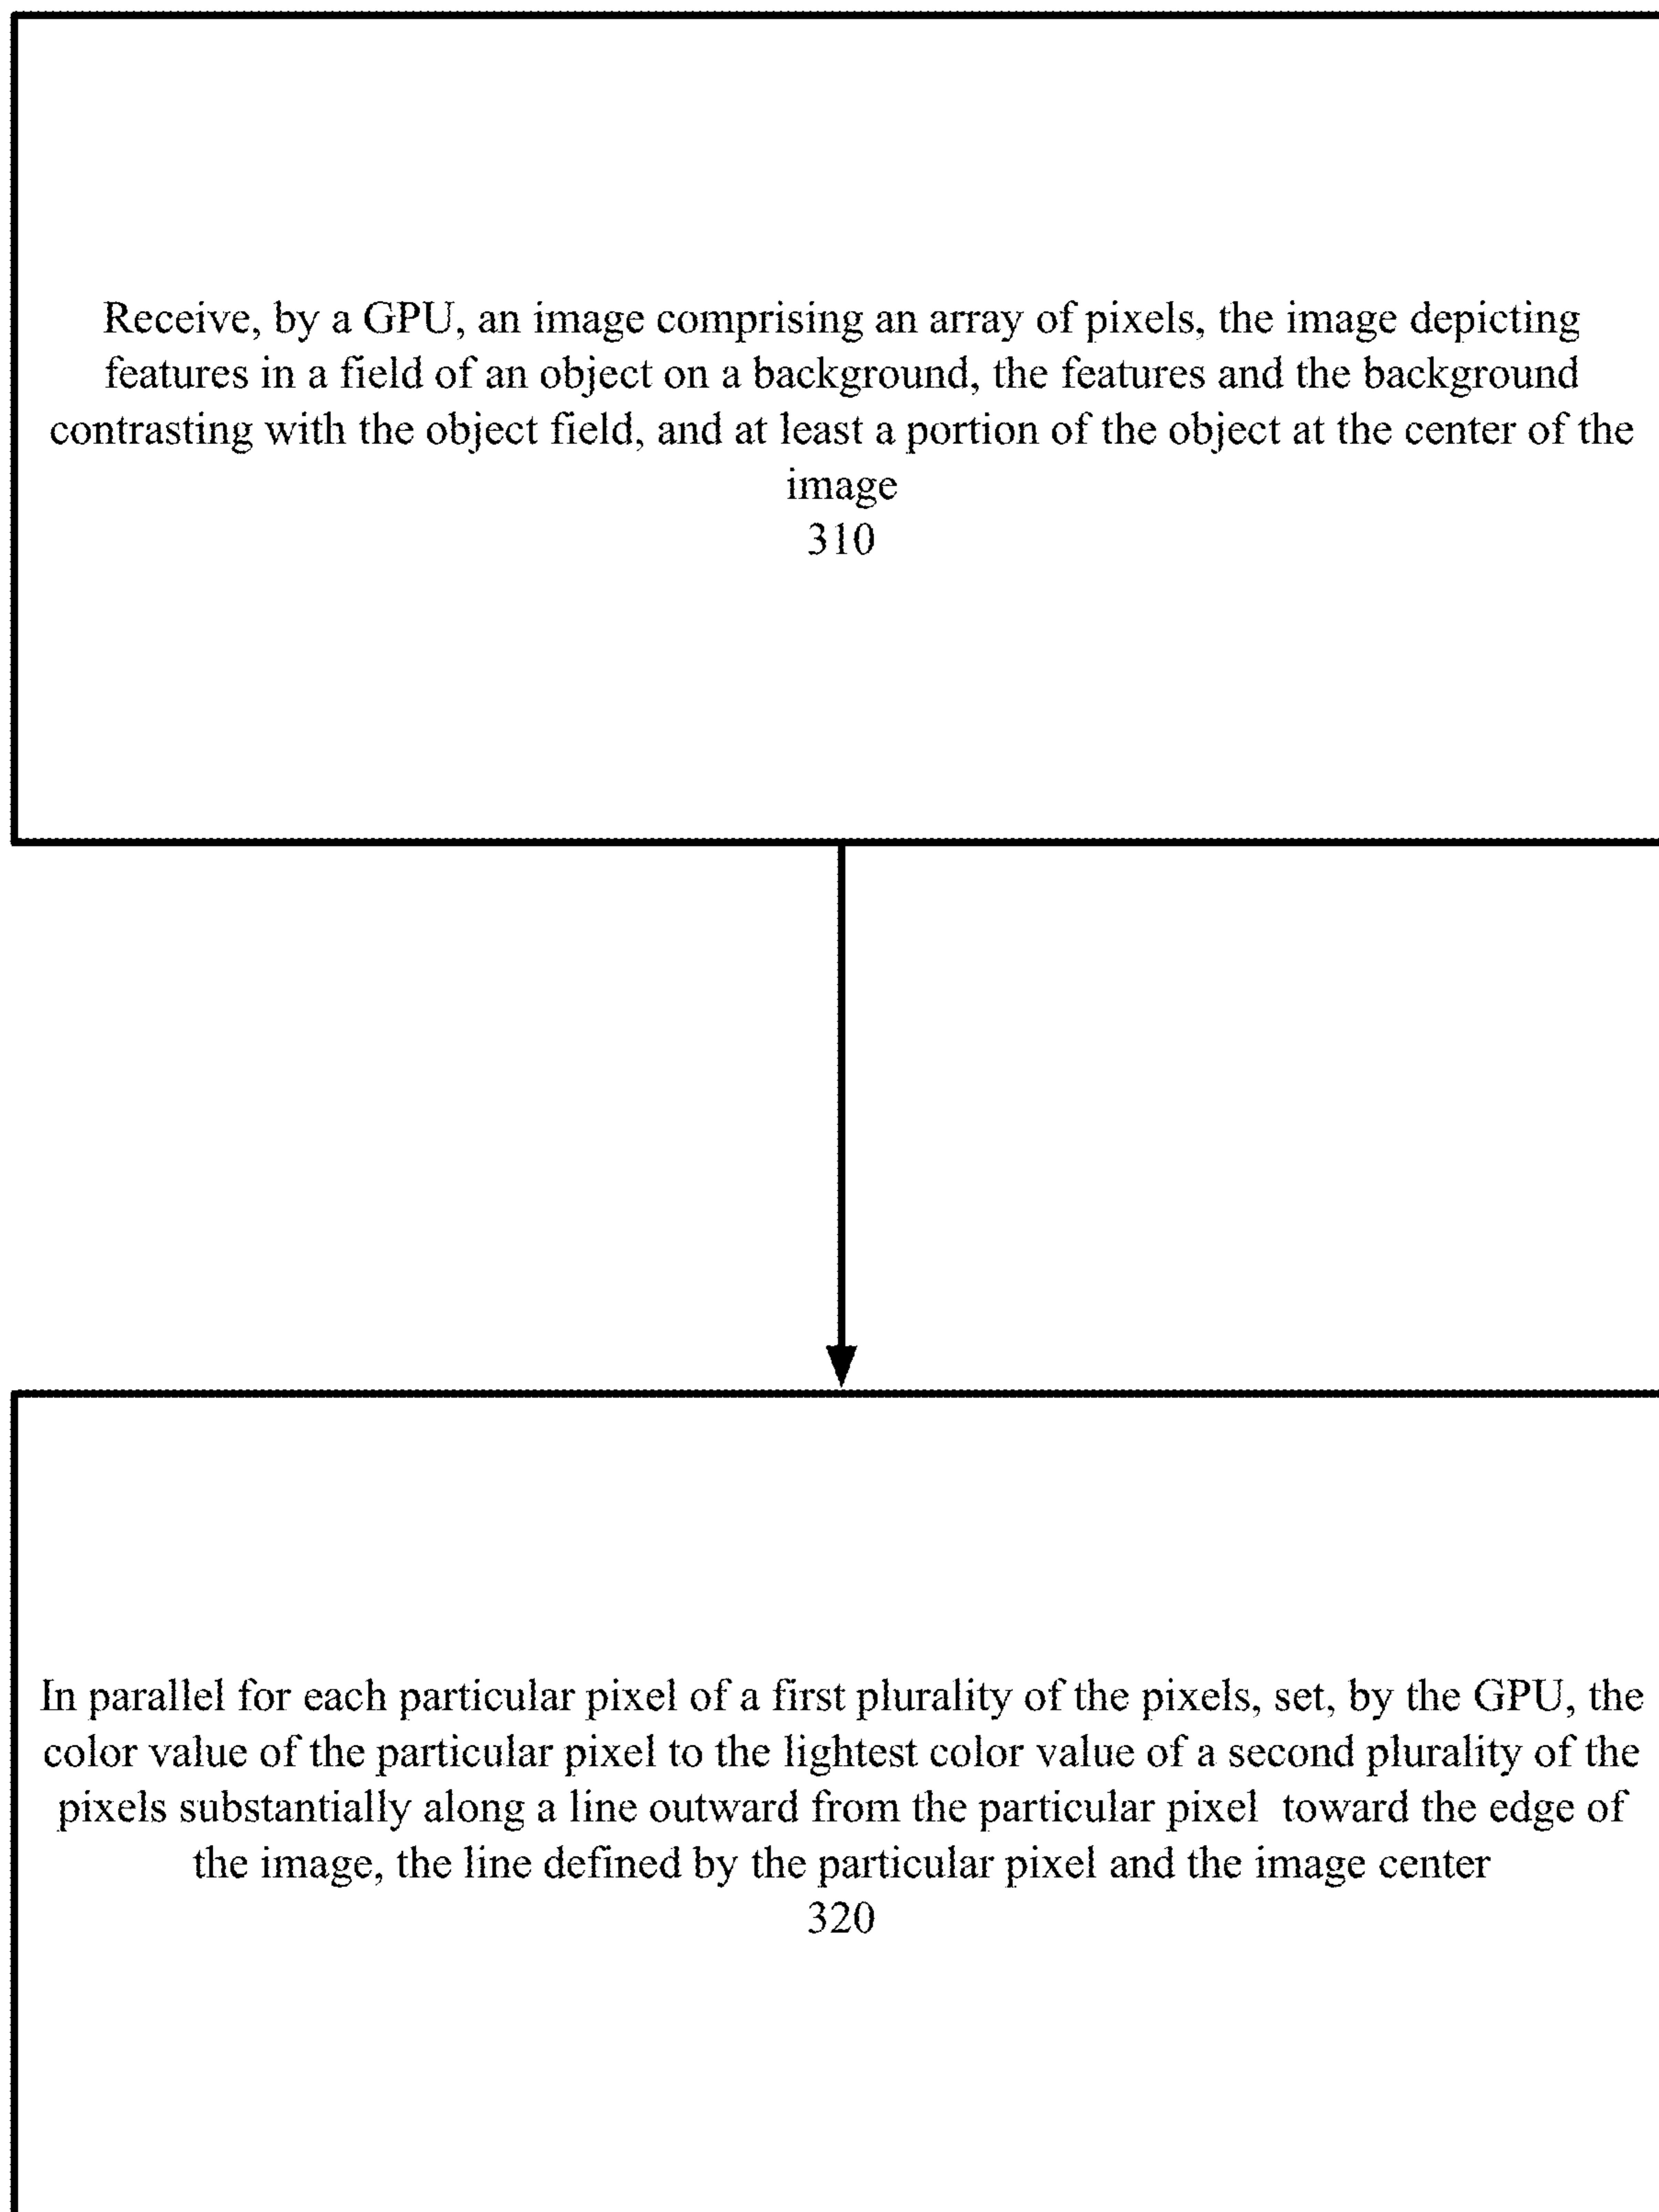 Receive, by a GPU, an image comprising an array of pixels, the image depicting
features in a field of an object on a background, the features and the background
contrasting with the object field, and at least a portion of the object at the center of the
image
310
In parallel for each particular pixel of a first plurality of the pixels, set, by the GPU, the
color value of the particular pixel to the lightest color value of a second plurality of the
pixels substantially along a line outward from the particular pixel toward the edge of
the image, the line defined by the particular pixel and the image center
320